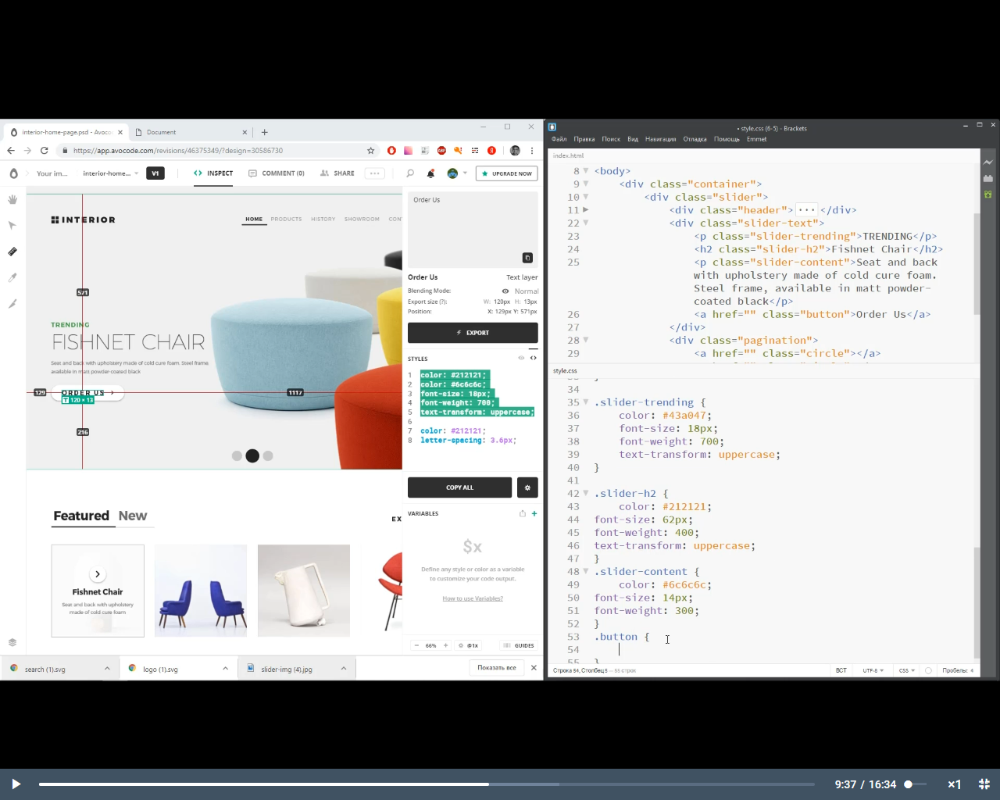 interior-home-page.psd - Avoco
Document
https://app.avocode.com/revisions/46375349/?design=30586730
Your im...
interior-home...
V1
INSPECT
COMMENT (0)
SHARE
UPGRADE NOW
INTERIOR
HOME
PRODUCTS
HISTORY
SHOWROOM
CON
571
TRENDING
FISHNET CHAIR
Seat and back with upholstery made of cold cure foam. Steel frame,
available in matt powder-coated black
129
ORDER US
1117
T 120 × 13
216
Featured
New
EX
Fishnet Chair
Seat and back with upholstery
made of cold cure foam
Order Us
Order Us
Text layer
Blending Mode:
Normal
Export size (?):
W: 120px H: 13px
Position:
X: 129px Y: 571px
EXPORT
STYLES
1 color: #212121;
2 color: #6c6c6c;
3 font-size: 18px;
4 font-weight: 700;
5 text-transform: uppercase;
6
7 color: #212121;
8 letter-spacing: 3.6px;
COPY ALL
VARIABLES
$x
Define any style or color as a variable
to customize your code output.
How to use Variables?
66%
@1x
GUIDES
search (1).svg
logo (1).svg
slider-img (4).jpg
Показать все
• style.css (6-5) - Brackets
Файл Правка Поиск Вид Навигация Отладка Помощь Emmet
index.html
8 <body>
9 <div class="container">
10 <div class="slider">
11 <div class="header">...</div>
22 <div class="slider-text">
23 <p class="slider-trending">TRENDING</p>
24 <h2 class="slider-h2">Fishnet Chair</h2>
25 <p class="slider-content">Seat and back
with upholstery made of cold cure foam.
Steel frame, available in matt powder-
coated black</p>
26 <a href="" class="button">Order Us</a>
27 </div>
28 <div class="pagination">
29 <a href="" class="circle"></a>
style.css
34
35 .slider-trending {
36 color: #43a047;
37 font-size: 18px;
38 font-weight: 700;
39 text-transform: uppercase;
40 }
41
42 .slider-h2 {
43 color: #212121;
44 font-size: 62px;
45 font-weight: 400;
46 text-transform: uppercase;
47 }
48 .slider-content {
49 color: #6c6c6c;
50 font-size: 14px;
51 font-weight: 300;
52 }
53 .button {
54
55 }
Строка 54, Столбец 5 — 55 строк
ВСТ
UTF-8
CSS
Пробелы: 4
9:37 / 16:34
×1